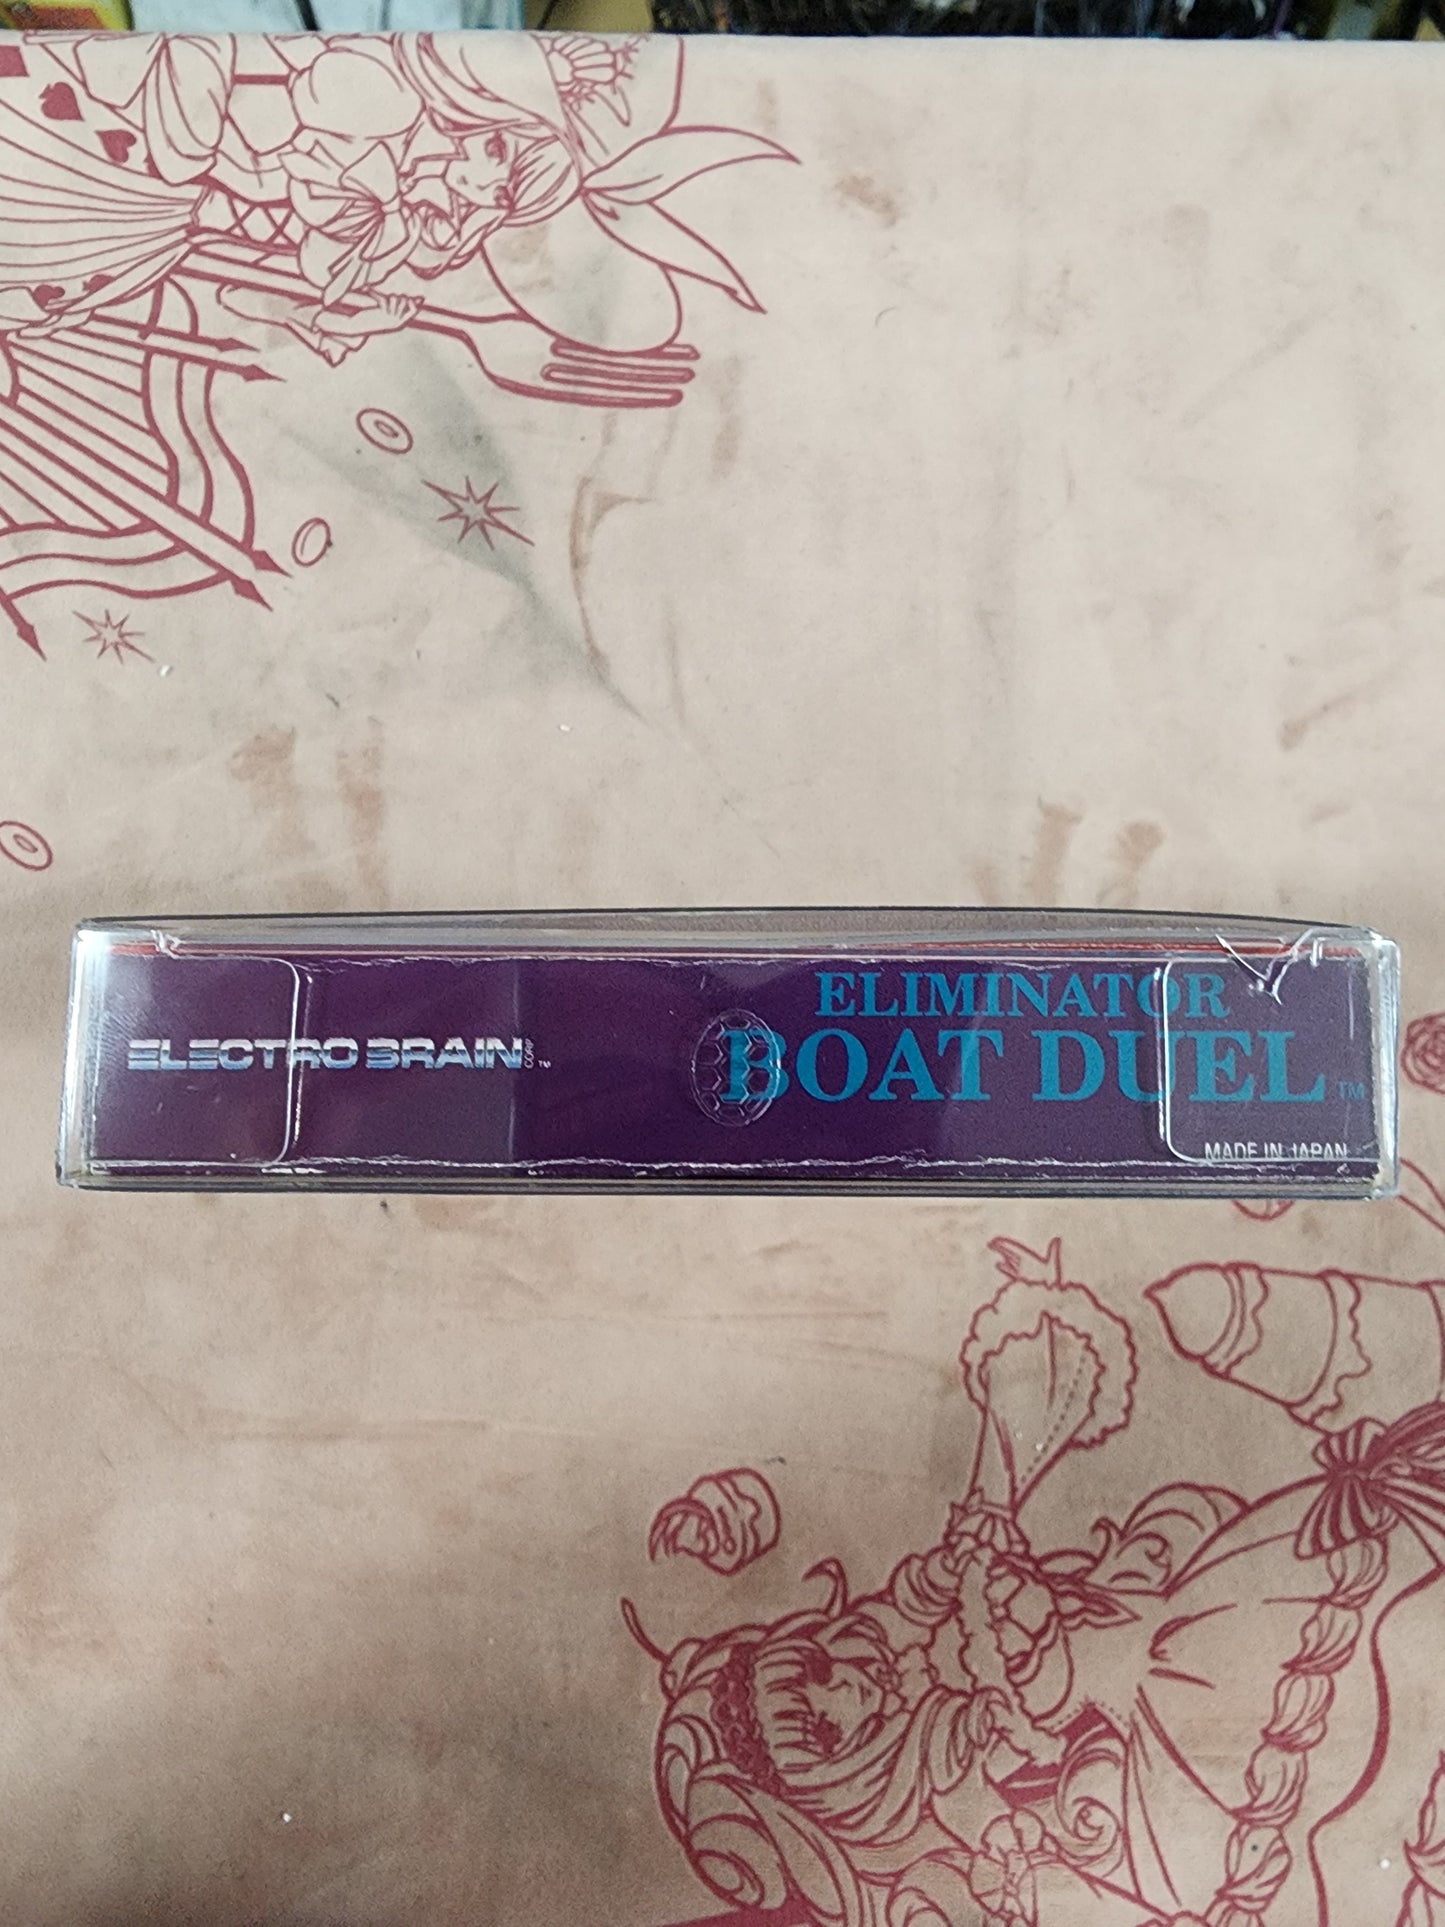 ELECTRO BRAIN CORP™
ELIMINATOR
BOAT DUEL™
MADE IN JAPAN